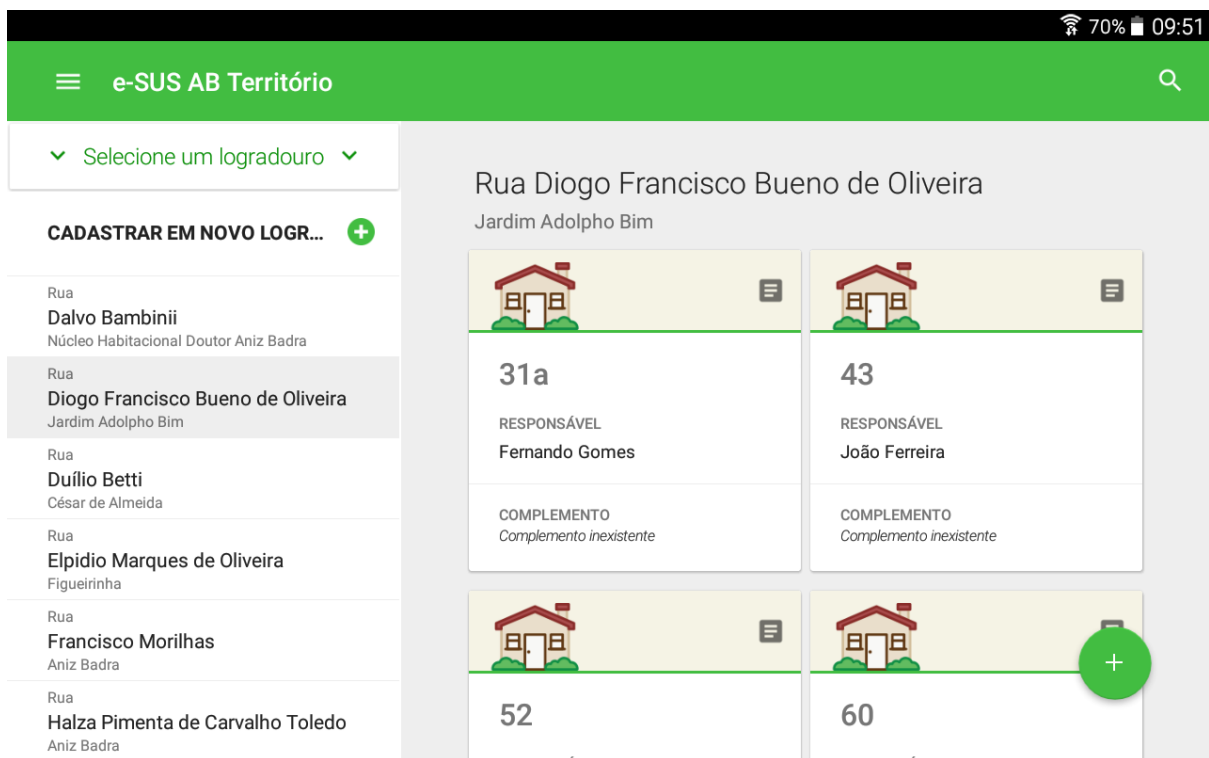 70% 09:51
e-SUS AB Território
Selecione um logradouro
CADASTRAR EM NOVO LOGR...
Rua
Dalvo Bambinii
Núcleo Habitacional Doutor Aniz Badra
Rua
Diogo Francisco Bueno de Oliveira
Jardim Adolpho Bim
Rua
Duílio Betti
César de Almeida
Rua
Elpidio Marques de Oliveira
Figueirinha
Rua
Francisco Morilhas
Aniz Badra
Rua
Halza Pimenta de Carvalho Toledo
Aniz Badra
Rua Diogo Francisco Bueno de Oliveira
Jardim Adolpho Bim
31a
RESPONSÁVEL
Fernando Gomes
COMPLEMENTO
Complemento inexistente
43
RESPONSÁVEL
João Ferreira
COMPLEMENTO
Complemento inexistente
52
60